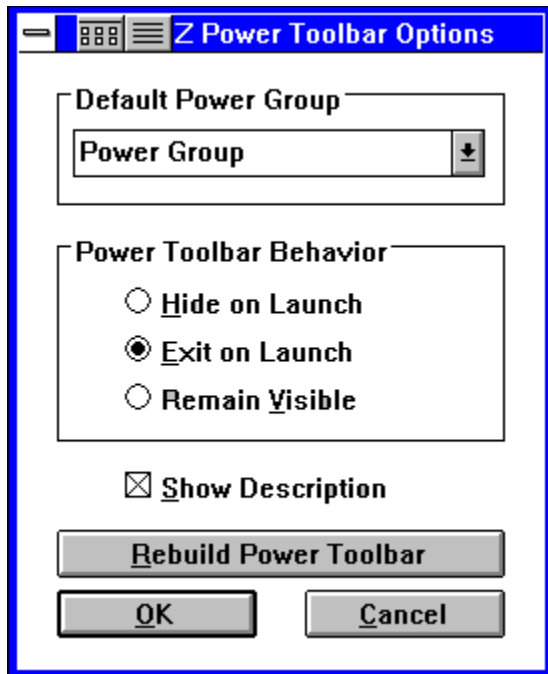 Z Power Toolbar Options
Default Power Group
Power Group
Power Toolbar Behavior
Hide on Launch
Exit on Launch
Remain Visible
Show Description
Rebuild Power Toolbar
OK Cancel